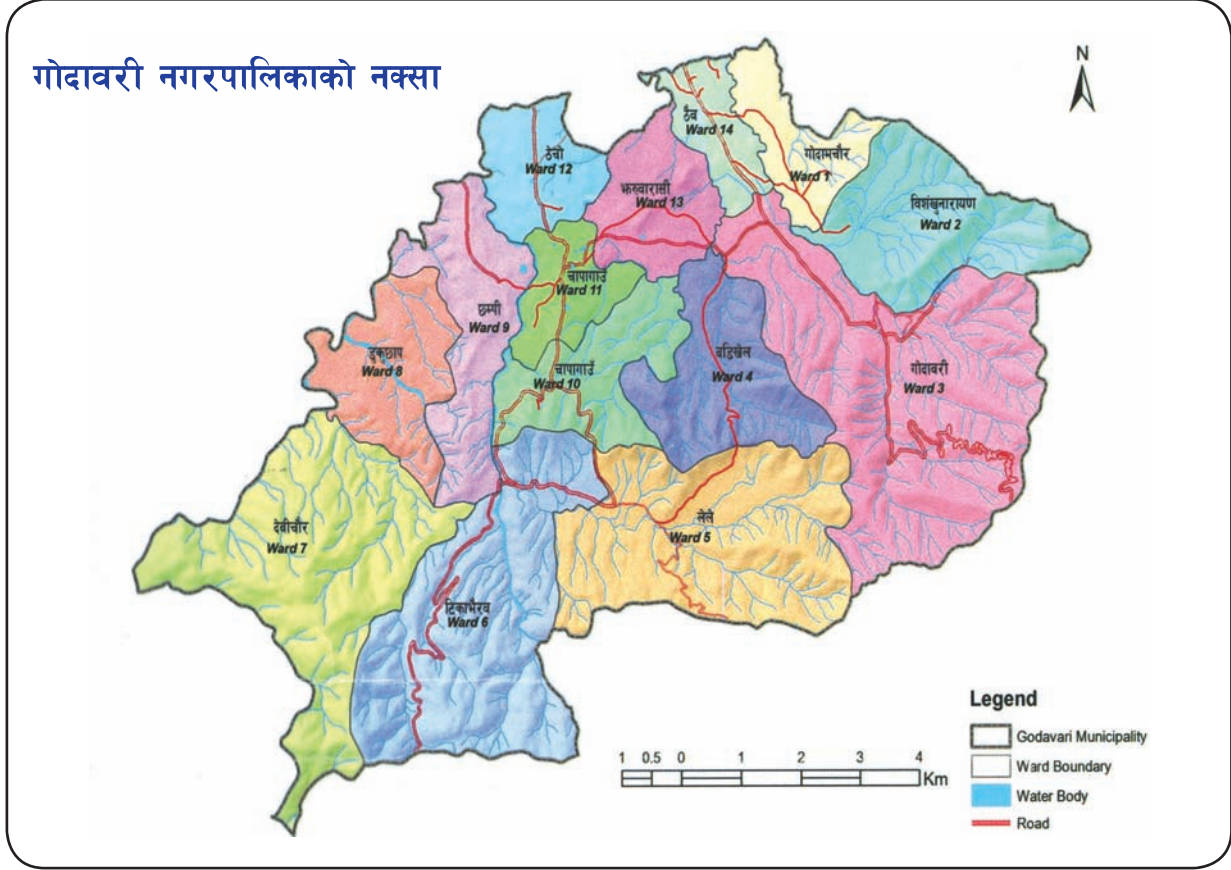 गोदावरी नगरपालिकाको नक्सा
N
ठैव
Ward 14
गोदामचौर
Ward 1
ठेचो
Ward 12
झरुवारासी
Ward 13
विशंखुनारायण
Ward 2
चापागाउँ
Ward 11
छम्पी
Ward 9
डुकुछाप
Ward 8
चापागाउँ
Ward 10
बडिखेल
Ward 4
गोदावरी
Ward 3
देवीचौर
Ward 7
लेले
Ward 5
टिकाभैरव
Ward 6
Legend
Godavari Municipality
Ward Boundary
Water Body
Road
1 0.5 0 1 2 3 4
Km